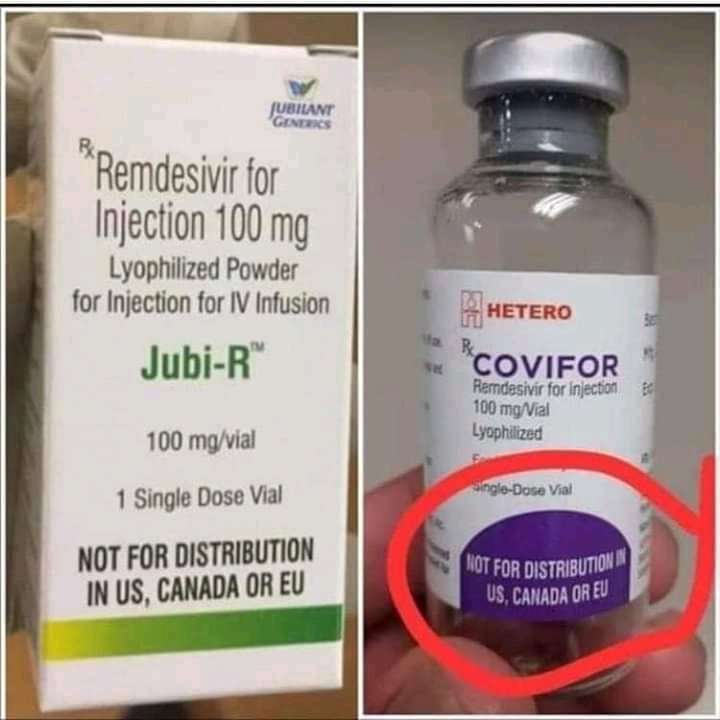 JUBILANT
GENERICS
Rx
Remdesivir for
Injection 100 mg
Lyophilized Powder
for Injection for IV Infusion
Jubi-R™
100 mg/vial
1 Single Dose Vial
NOT FOR DISTRIBUTION
IN US, CANADA OR EU
HETERO
Rx
COVIFOR
Remdesivir for injection
100 mg/Vial
Lyophilized
Single-Dose Vial
NOT FOR DISTRIBUTION IN
US, CANADA OR EU